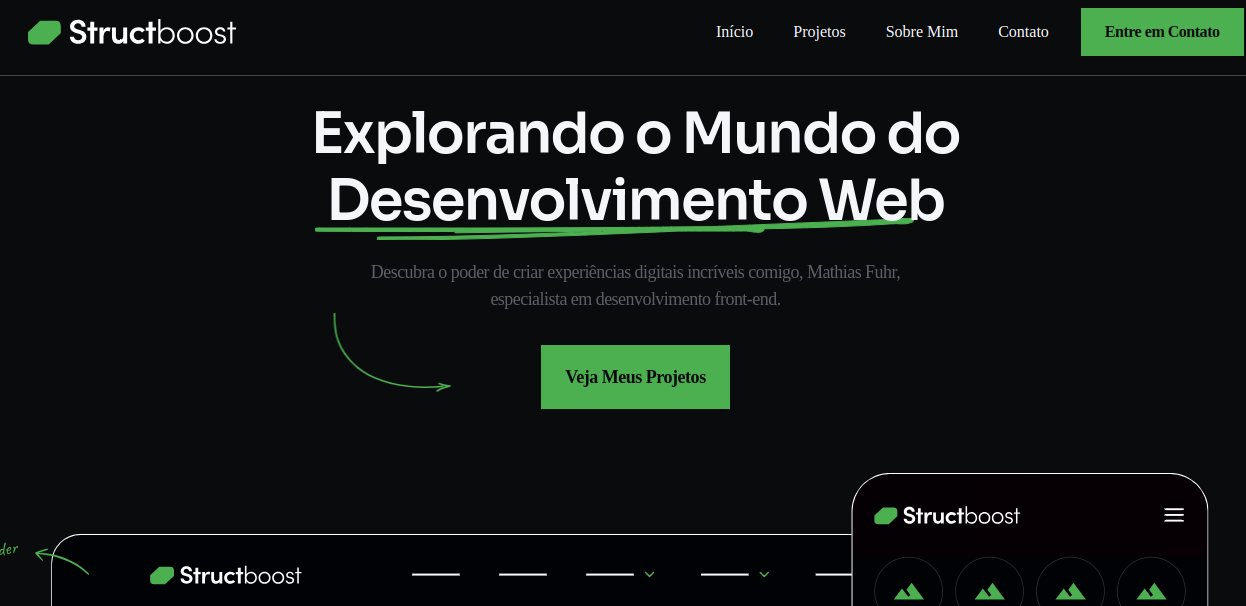 Structboost
Início
Projetos
Sobre Mim
Contato
Entre em Contato
Explorando o Mundo do
Desenvolvimento Web
Descubra o poder de criar experiências digitais incríveis comigo, Mathias Fuhr,
especialista em desenvolvimento front-end.
Veja Meus Projetos
Structboost
der
Structboost